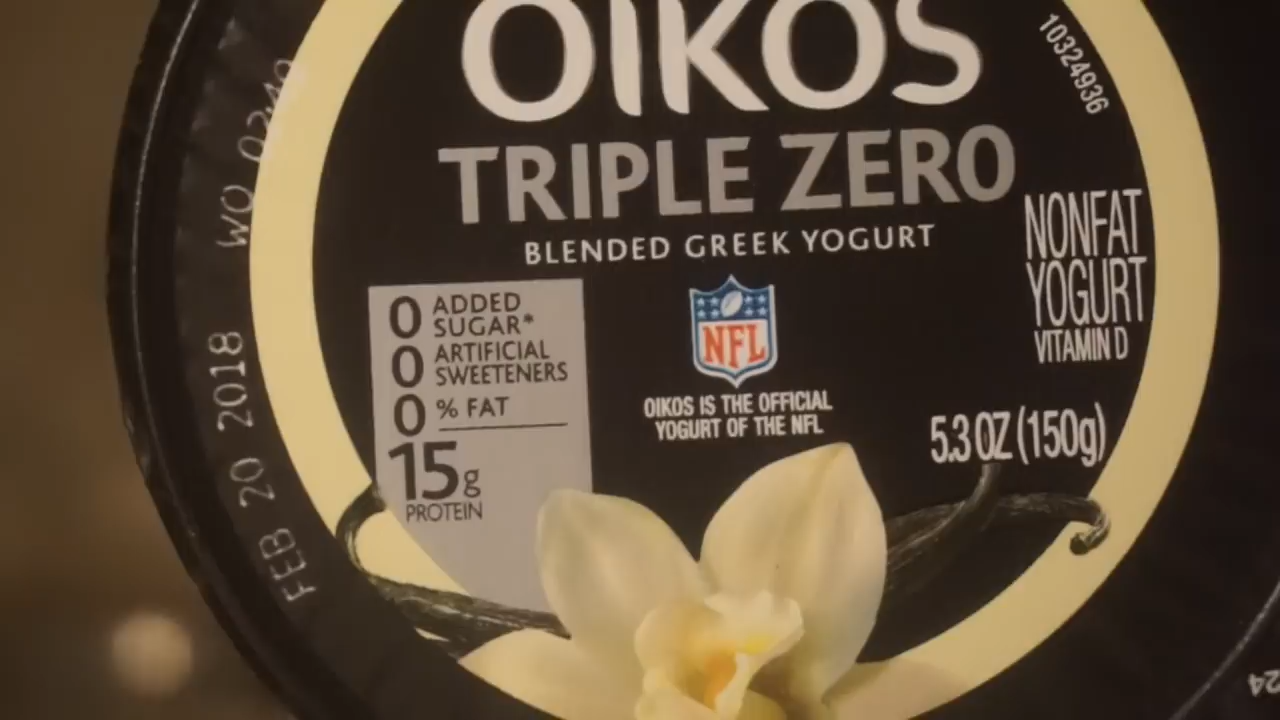 OIKOS
TRIPLE ZERO
BLENDED GREEK YOGURT
0 ADDED
SUGAR*
0 ARTIFICIAL
SWEETENERS
0 % FAT
15g
PROTEIN
NFL
OIKOS IS THE OFFICIAL
YOGURT OF THE NFL
NONFAT
YOGURT
VITAMIN D
5.3 OZ (150g)
10324936
FEB 20 2018 WO